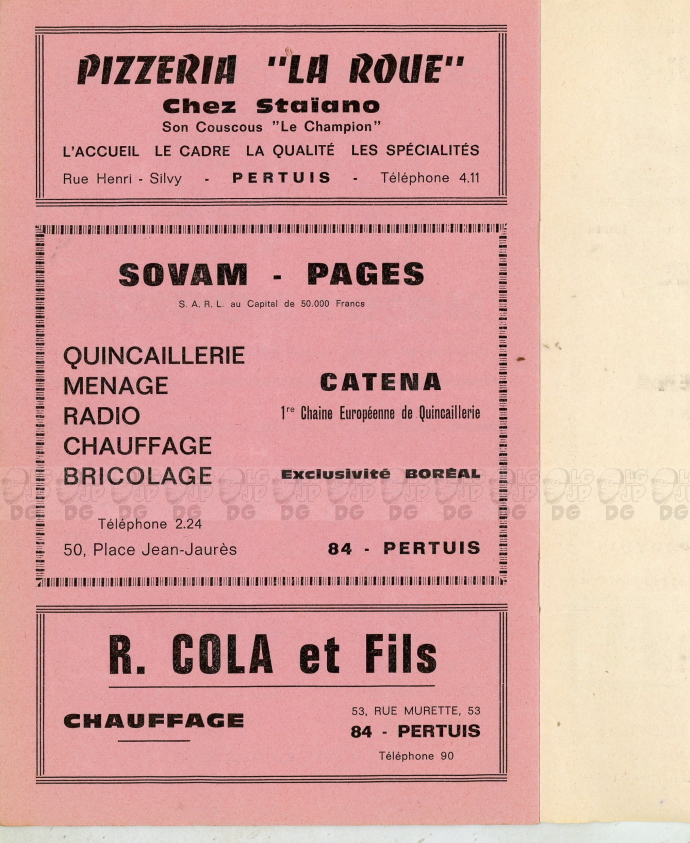 PIZZERIA "LA ROUE"
Chez Staïano
Son Couscous "Le Champion"
L'ACCUEIL LE CADRE LA QUALITÉ LES SPÉCIALITÉS
Rue Henri - Silvy - PERTUIS - Téléphone 4.11
SOVAM - PAGES
S. A. R. L. au Capital de 50.000 Francs
QUINCAILLERIE
MENAGE
RADIO
CHAUFFAGE
BRICOLAGE
CATENA
1re Chaine Européenne de Quincaillerie
Exclusivité BORÉAL
Téléphone 2.24
50, Place Jean-Jaurès
84 - PERTUIS
R. COLA et Fils
CHAUFFAGE
53, RUE MURETTE, 53
84 - PERTUIS
Téléphone 90